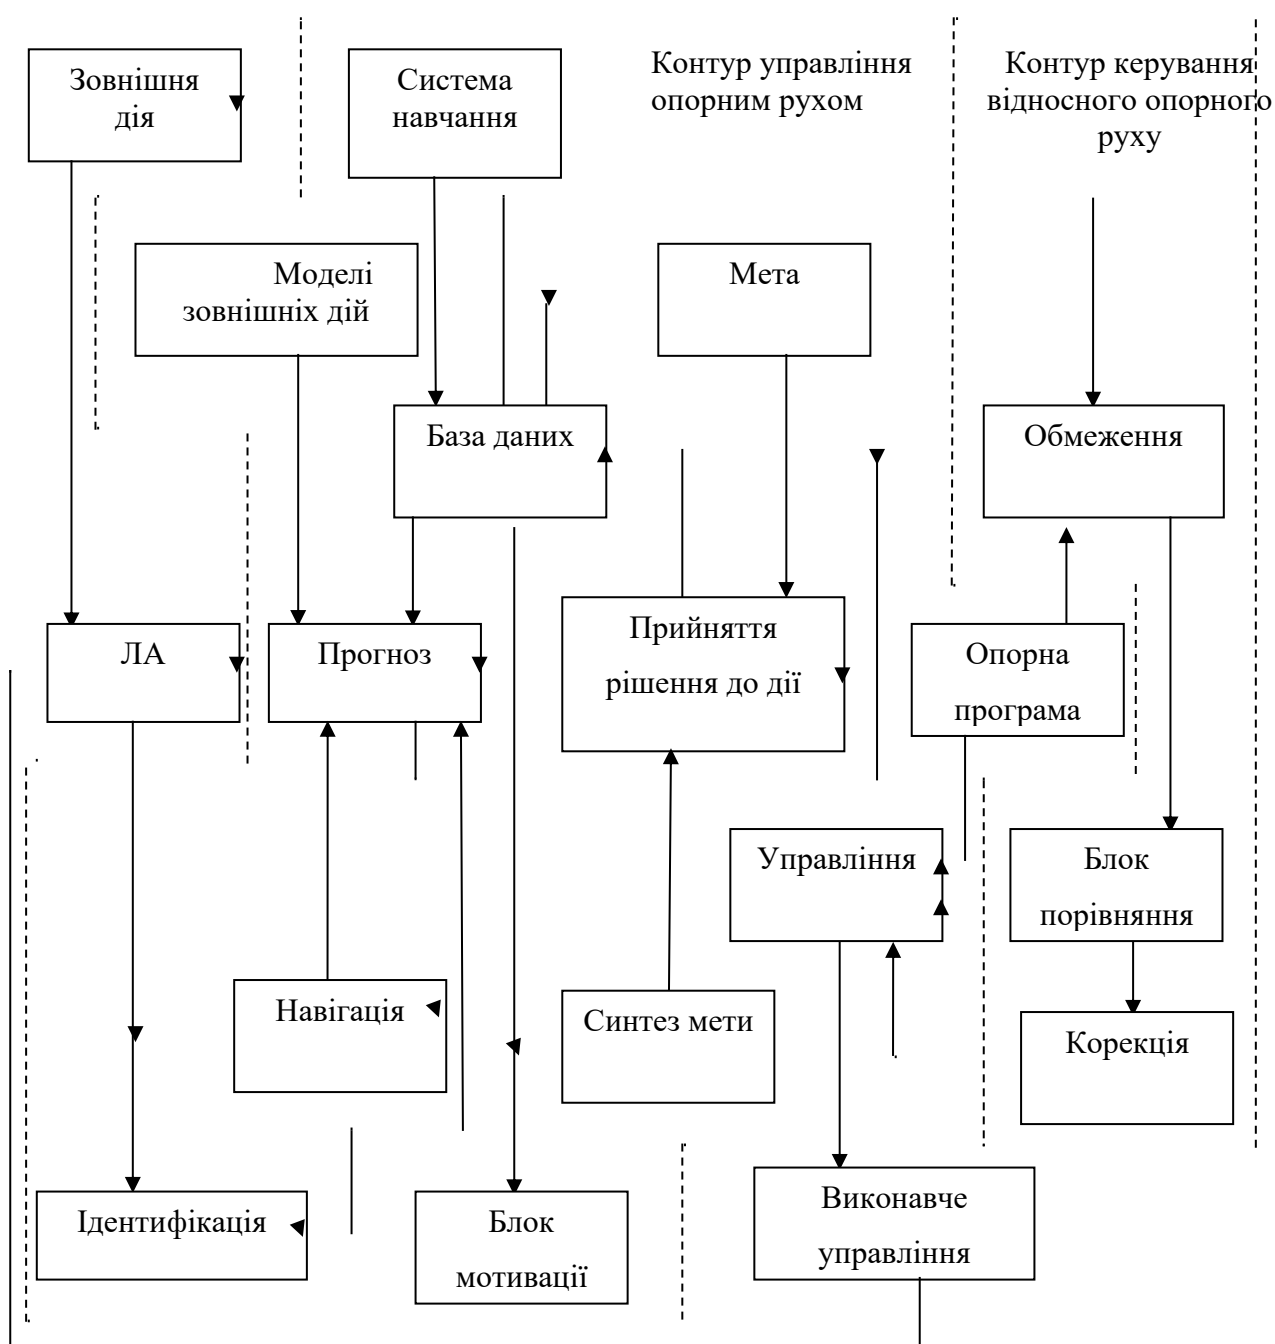 Зовнішня
дія
Система
навчання
Контур управління
опорним рухом
Контур керування
відносного опорного
руху
Моделі
зовнішніх дій
Мета
База даних
Обмеження
ЛА
Прогноз
Прийняття
рішення до дії
Опорна
програма
Управління
Блок
порівняння
Навігація
Синтез мети
Корекція
Ідентифікація
Блок
мотивації
Виконавче
управління